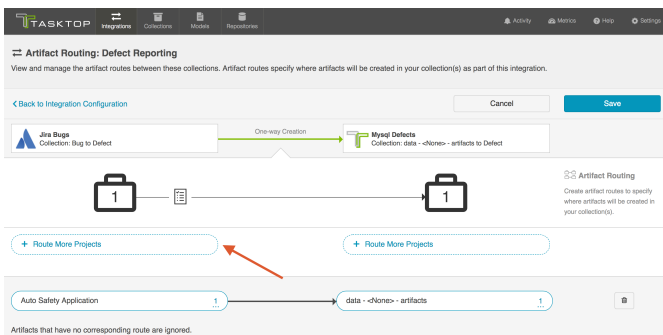 TASKTOP
Integrations
Collections
Models
Repositories
Activity
Metrics
Help
Settings
Artifact Routing: Defect Reporting
View and manage the artifact routes between these collections. Artifact routes specify where artifacts will be created in your collection(s) as part of this integration.
Back to Integration Configuration
Cancel
Save
Jira Bugs
Collection: Bug to Defect
One-way Creation
Mysql Defects
Collection: data - <None> - artifacts to Defect
1
1
Artifact Routing
Create artifact routes to specify
where artifacts will be created in
your collection(s).
+ Route More Projects
+ Route More Projects
Auto Safety Application 1
data - <None> - artifacts 1
Artifacts that have no corresponding route are ignored.